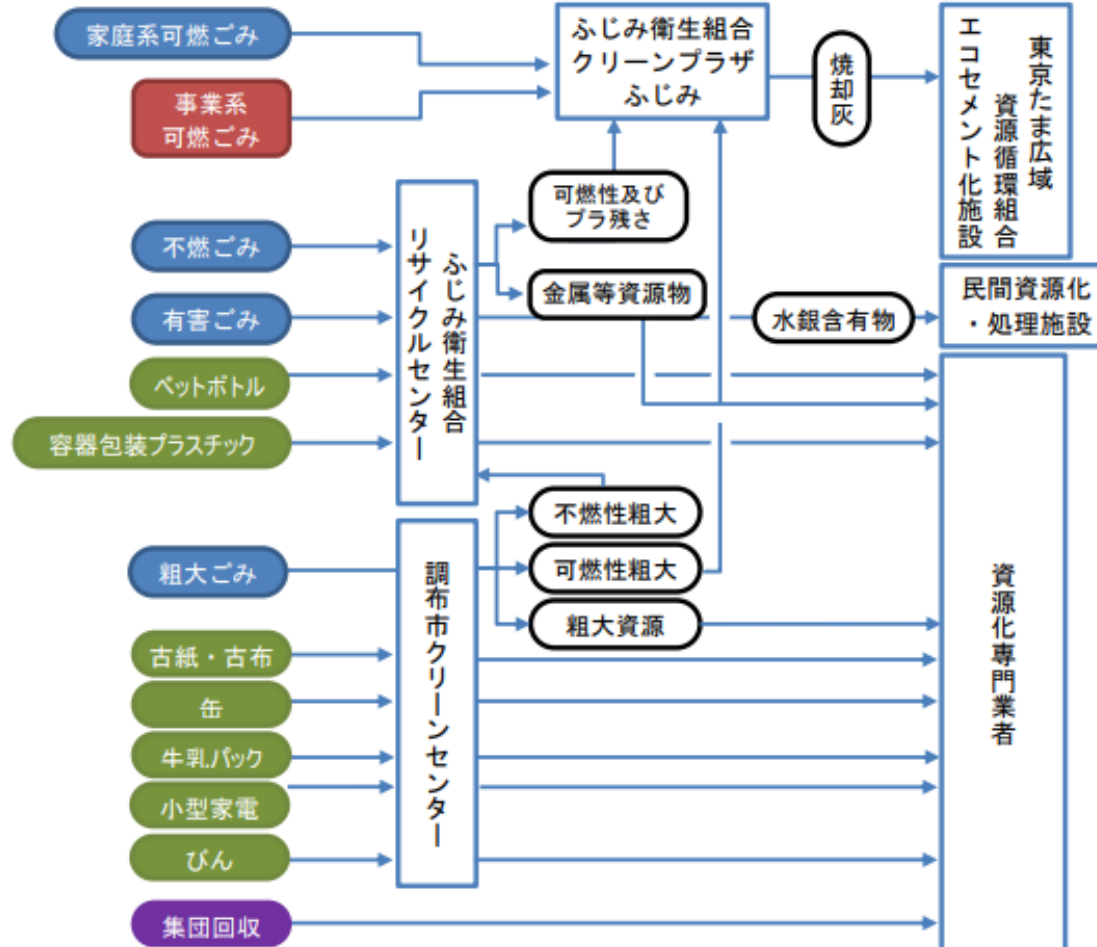 家庭系可燃ごみ
事業系
可燃ごみ
ふじみ衛生組合
クリーンプラザ
ふじみ
焼却灰
東京たま広域
資源循環組合
エコセメント化施設
不燃ごみ
有害ごみ
ペットボトル
容器包装プラスチック
ふじみ衛生組合
リサイクルセンター
可燃性及び
プラ残さ
金属等資源物
水銀含有物
民間資源化
・処理施設
不燃性粗大
可燃性粗大
粗大資源
粗大ごみ
古紙・古布
缶
牛乳パック
小型家電
びん
集団回収
調布市クリーンセンター
資源化専門業者